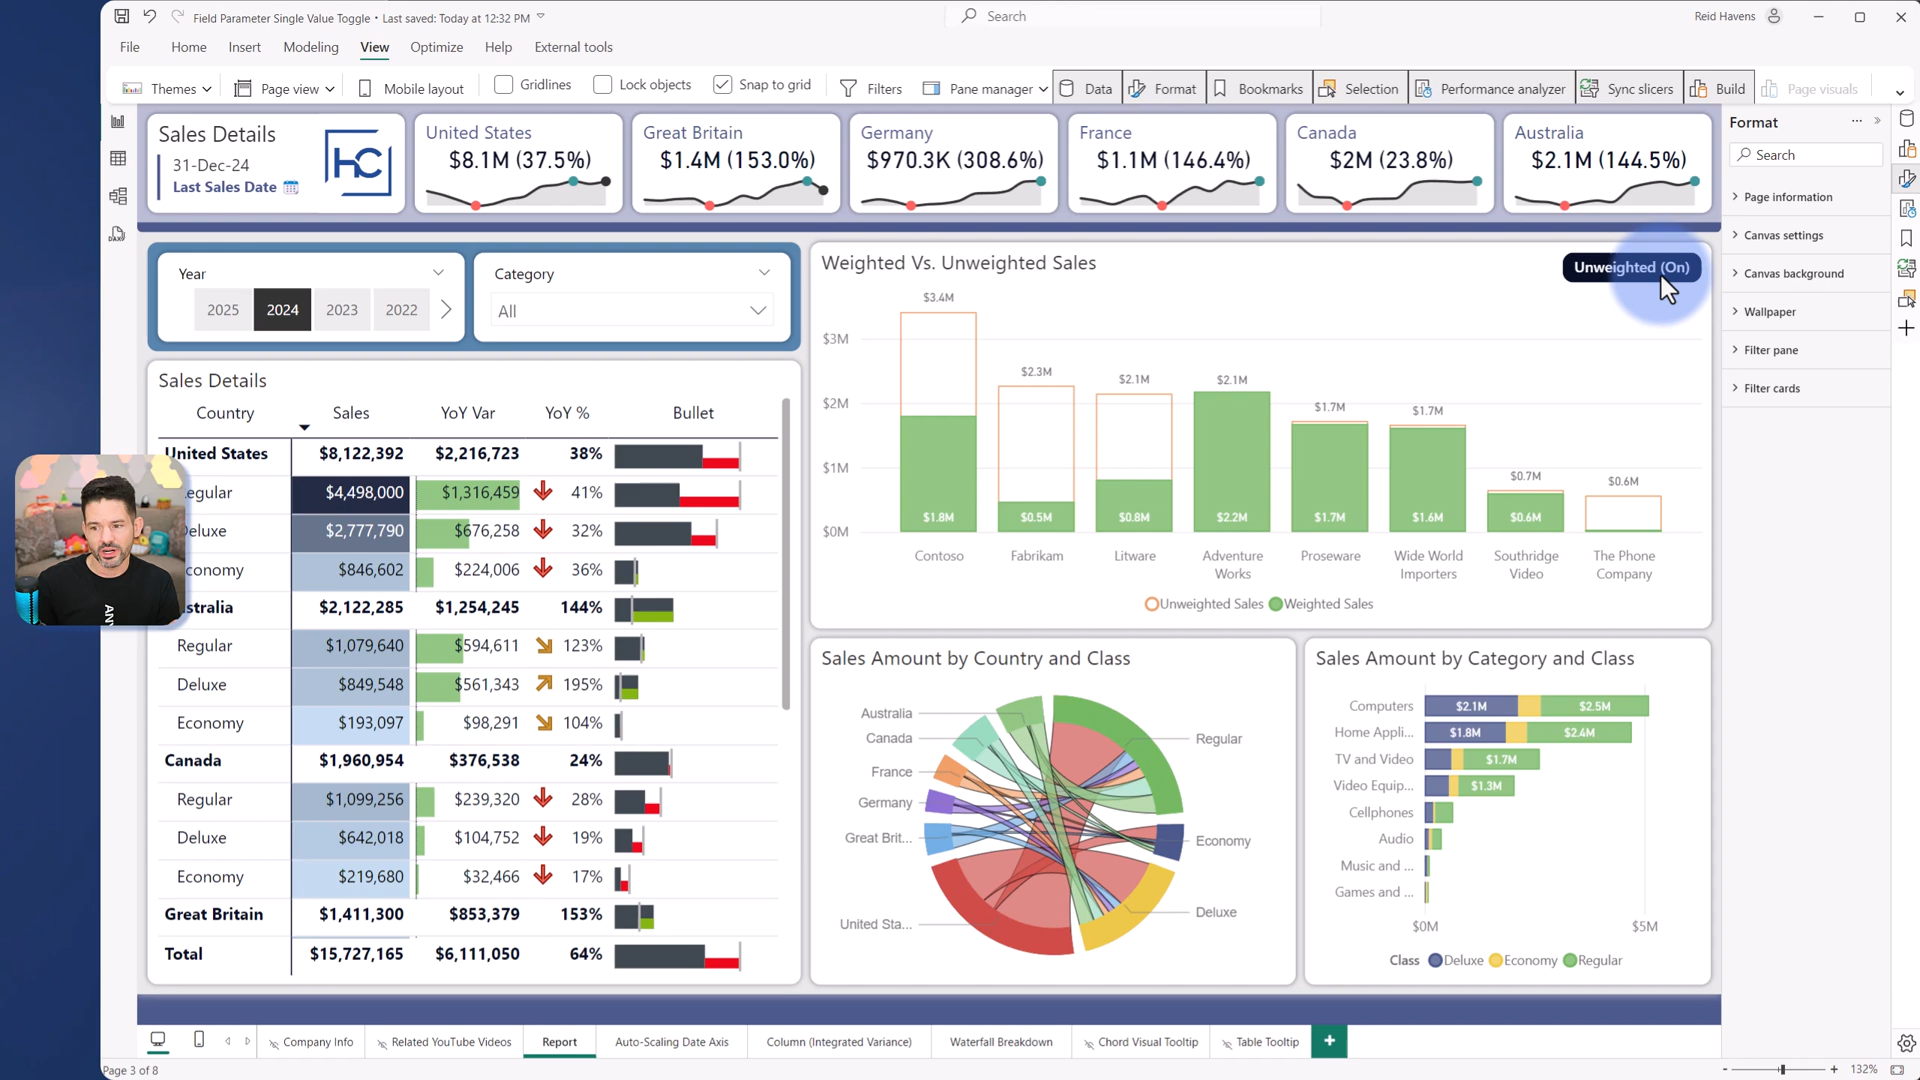 Field Parameter Single Value Toggle • Last saved: Today at 12:32 PM
Search
Reid Havens
File
Home
Insert
Modeling
View
Optimize
Help
External tools
Themes
Page view
Mobile layout
Gridlines
Lock objects
Snap to grid
Filters
Pane manager
Data
Format
Bookmarks
Selection
Performance analyzer
Sync slicers
Build
Page visuals
Sales Details
31-Dec-24
Last Sales Date
HC
United States
$8.1M (37.5%)
Great Britain
$1.4M (153.0%)
Germany
$970.3K (308.6%)
France
$1.1M (146.4%)
Canada
$2M (23.8%)
Australia
$2.1M (144.5%)
Format
Search
Page information
Canvas settings
Canvas background
Wallpaper
Filter pane
Filter cards
Year
2025
2024
2023
2022
Category
All
Sales Details
Country Sales YoY Var YoY % Bullet
United States $8,122,392 $2,216,723 38%
egular $4,498,000 $1,316,459 41%
Deluxe $2,777,790 $676,258 32%
conomy $846,602 $224,006 36%
stralia $2,122,285 $1,254,245 144%
Regular $1,079,640 $594,611 123%
Deluxe $849,548 $561,343 195%
Economy $193,097 $98,291 104%
Canada $1,960,954 $376,538 24%
Regular $1,099,256 $239,320 28%
Deluxe $642,018 $104,752 19%
Economy $219,680 $32,466 17%
Great Britain $1,411,300 $853,379 153%
Total $15,727,165 $6,111,050 64%
Weighted Vs. Unweighted Sales
Unweighted (On)
$3M
$2M
$1M
$0M
$3.4M
$2.3M
$2.1M
$2.1M
$1.7M
$1.7M
$0.7M
$0.6M
$1.8M
$0.5M
$0.8M
$2.2M
$1.7M
$1.6M
$0.6M
Contoso
Fabrikam
Litware
Adventure
Works
Proseware
Wide World
Importers
Southridge
Video
The Phone
Company
Unweighted Sales
Weighted Sales
Sales Amount by Country and Class
Australia
Canada
France
Germany
Great Brit...
United Sta...
Regular
Economy
Deluxe
Sales Amount by Category and Class
Computers $2.1M $2.5M
Home Appli... $1.8M $2.4M
TV and Video $1.7M
Video Equip... $1.3M
Cellphones
Audio
Music and ...
Games and ...
$0M
$5M
Class Deluxe Economy Regular
Company Info
Related YouTube Videos
Report
Auto-Scaling Date Axis
Column (Integrated Variance)
Waterfall Breakdown
Chord Visual Tooltip
Table Tooltip
Page 3 of 8
132%